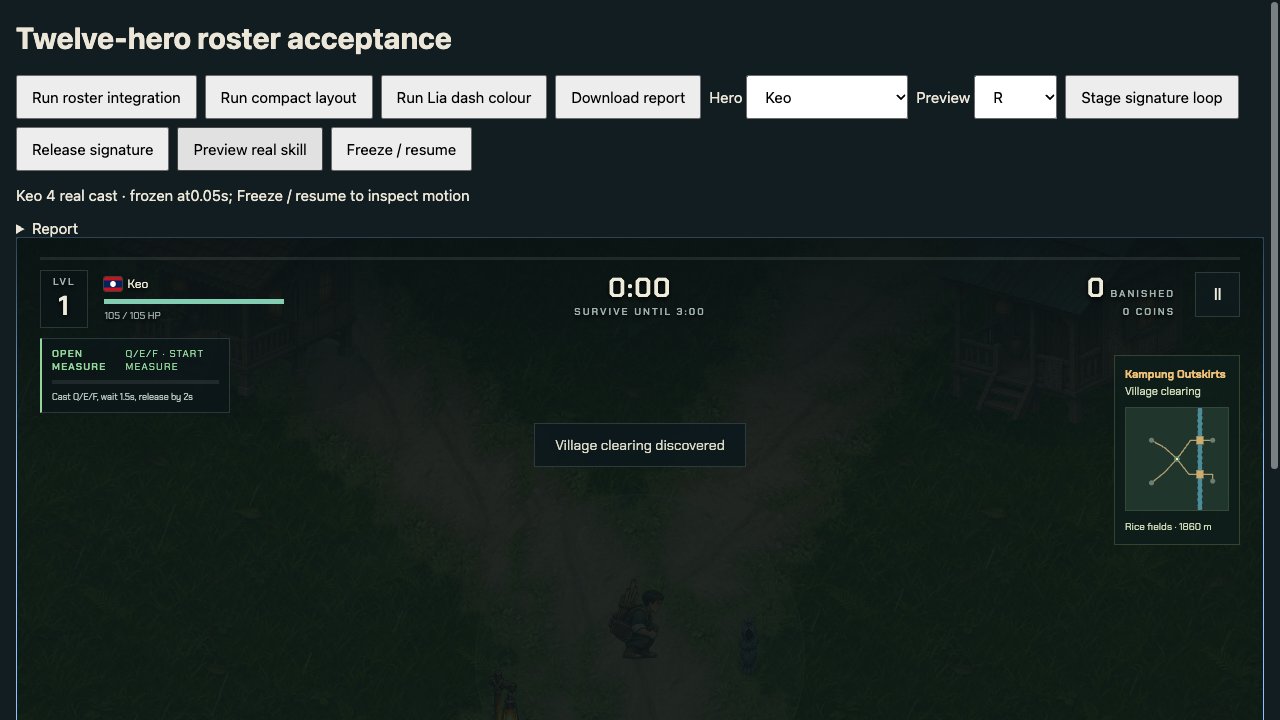 Twelve-hero roster acceptance
Run roster integration
Run compact layout
Run Lia dash colour
Download report
Hero
Keo
Preview
R
Stage signature loop
Release signature
Preview real skill
Freeze / resume
Keo 4 real cast · frozen at0.05s; Freeze / resume to inspect motion
Report
LVL
1
Keo
105 / 105 HP
0:00
SURVIVE UNTIL 3:00
0 BANISHED
0 COINS
OPEN MEASURE
Q/E/F · START MEASURE
Cast Q/E/F, wait 1.5s, release by 2s
Village clearing discovered
Kampung Outskirts
Village clearing
Rice fields · 1860 m